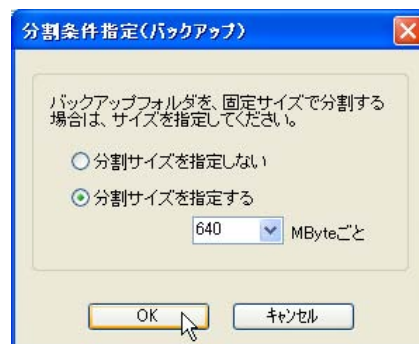 分割条件指定(バックアップ)
バックアップフォルダを、固定サイズで分割する
場合は、サイズを指定してください。
分割サイズを指定しない
分割サイズを指定する
640 MByteごと
OK キャンセル